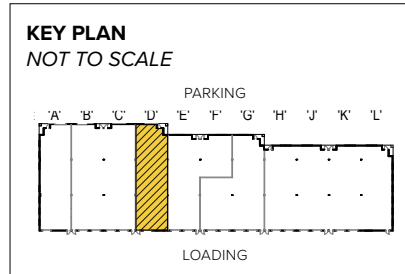 KEY PLAN
NOT TO SCALE
PARKING
'A' 'B' 'C' 'D' 'E' 'F' 'G' 'H' 'J' 'K' 'L'
LOADING